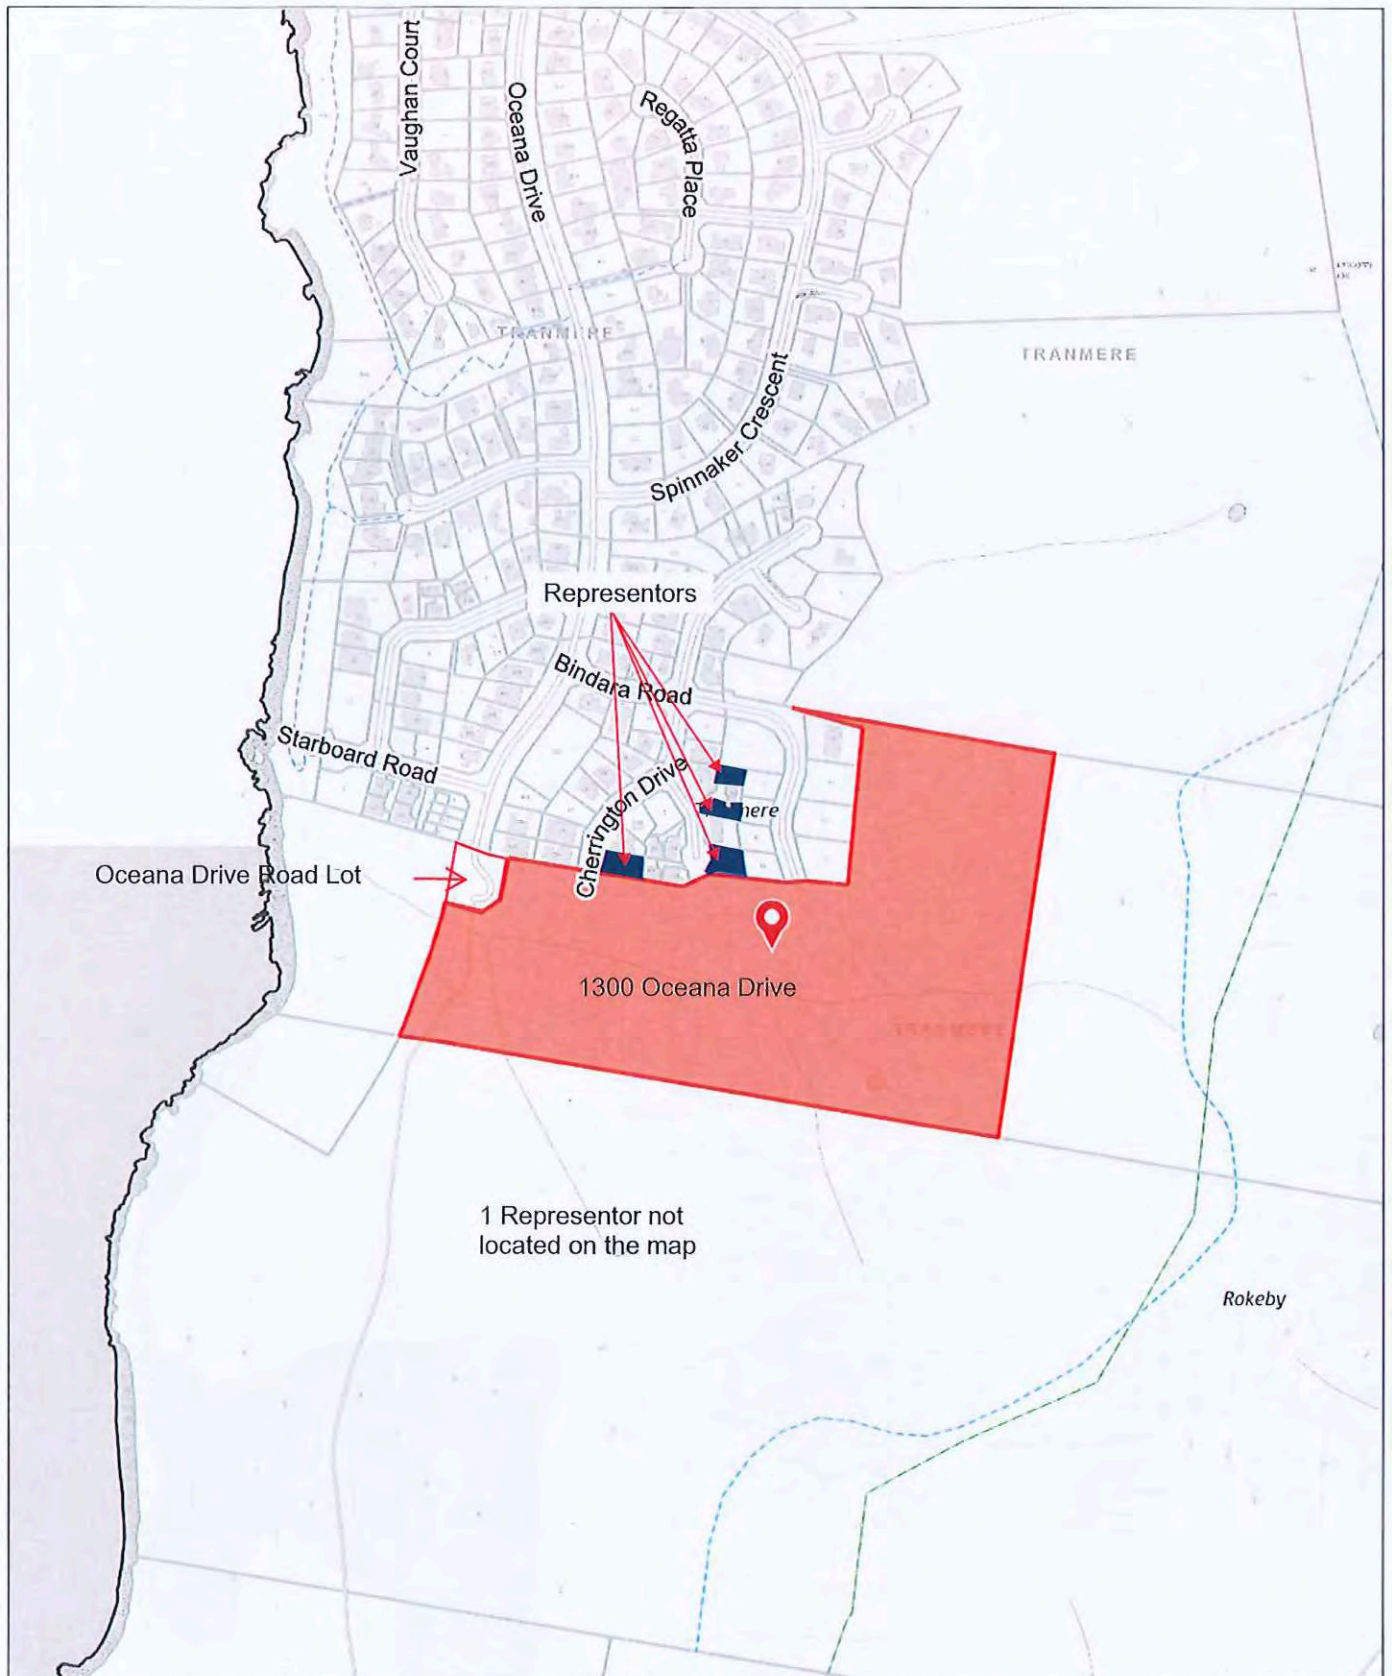 Vaughan Court
Oceana Drive
Regatta Place
TRANMERE
TRANMERE
Spinnaker Crescent
Representors
Bindara Road
Starboard Road
Cherrington Drive
Oceana Drive Road Lot
1300 Oceana Drive
TRANMERE
1 Representor not
located on the map
Rokeby